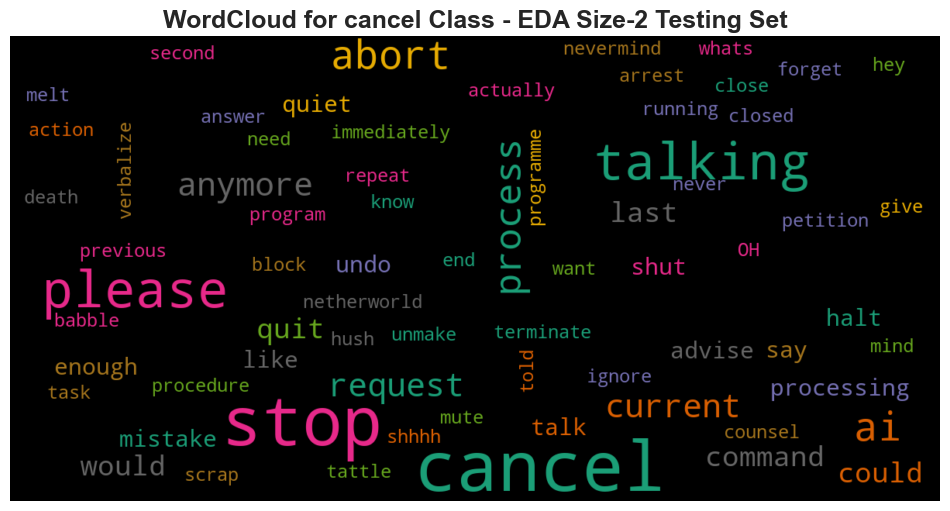 WordCloud for cancel Class - EDA Size-2 Testing Set
second
abort
nevermind
whats
arrest
forget
hey
close
actually
melt
quiet
running
closed
answer
action
need
immediately
verbalize
process
programme
talking
anymore
repeat
never
death
know
program
last
give
petition
previous
block
undo
end
want
shut
OH
please
netherworld
babble
quit
hush
unmake
terminate
halt
mind
enough
like
told
advise
say
task
procedure
request
ignore
processing
stop
mute
current
ai
mistake
shhhh
talk
counsel
would
scrap
tattle
cancel
command
could